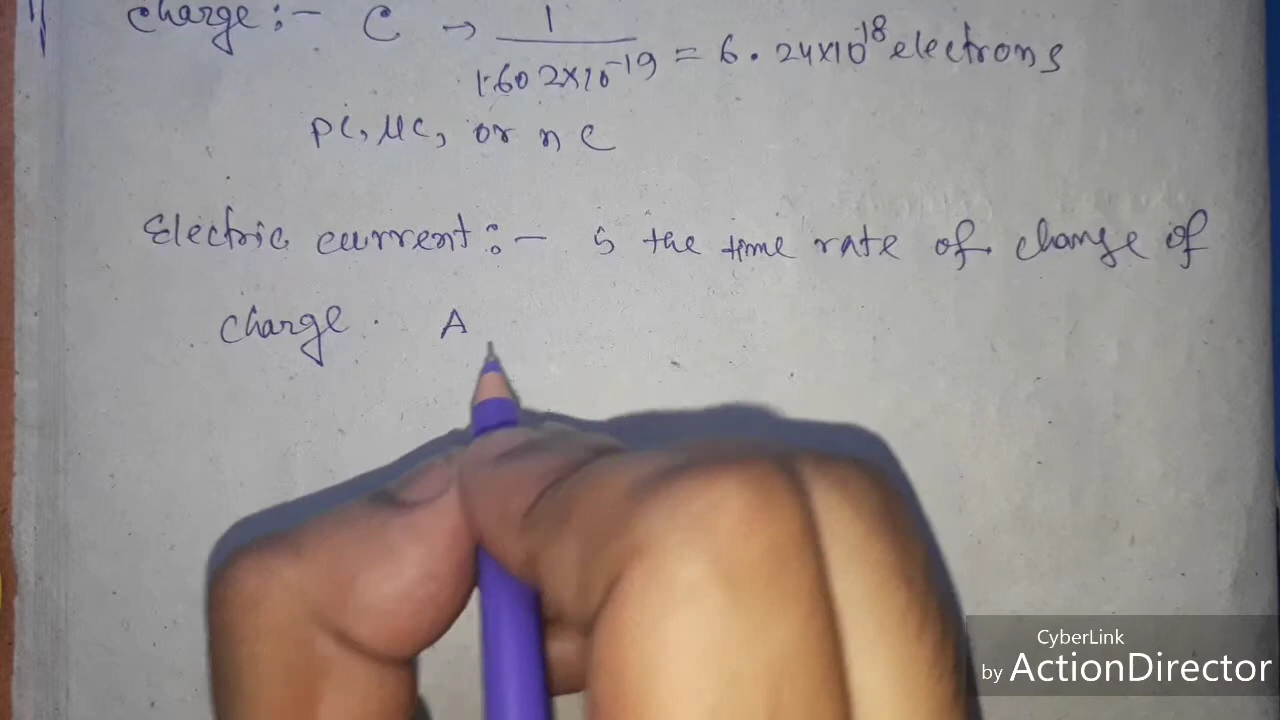 charge :- C → 1 / 1.602×10^-19 = 6.24×10^-18 electrons
PC, μC, or n C
Electric current :- is the time rate of change of
charge. A
CyberLink
by ActionDirector